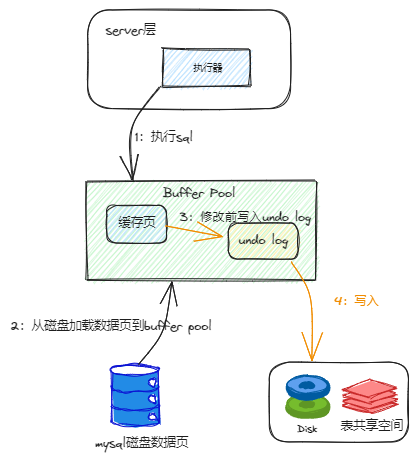 server层
执行器
1：执行sql
Buffer Pool
缓存页
3：修改前写入undo log
undo log
4：写入
2：从磁盘加载数据页到buffer pool
mysql磁盘数据页
Disk
表共享空间